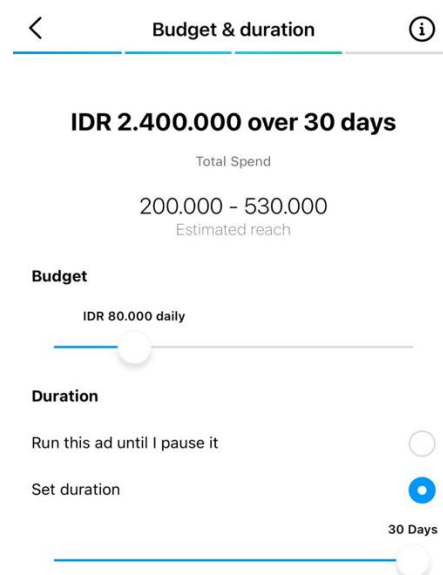 Budget & duration
IDR 2.400.000 over 30 days
Total Spend
200.000 - 530.000
Estimated reach
Budget
IDR 80.000 daily
Duration
Run this ad until I pause it
Set duration
30 Days